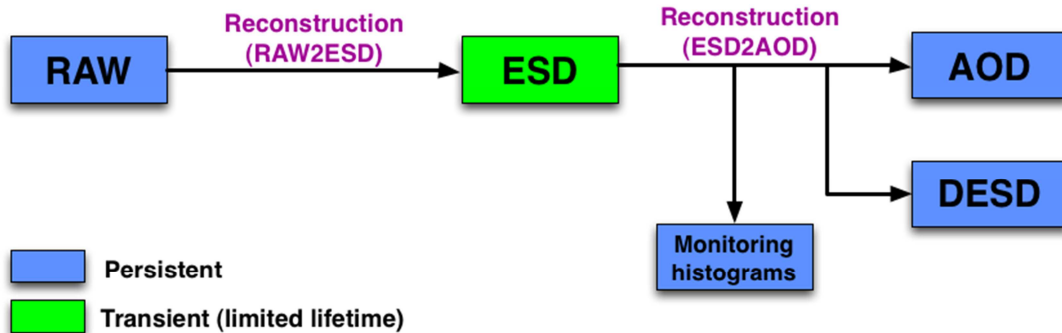 Reconstruction
(RAW2ESD)
Reconstruction
(ESD2AOD)
RAW
ESD
AOD
DESD
Monitoring
histograms
Persistent
Transient (limited lifetime)